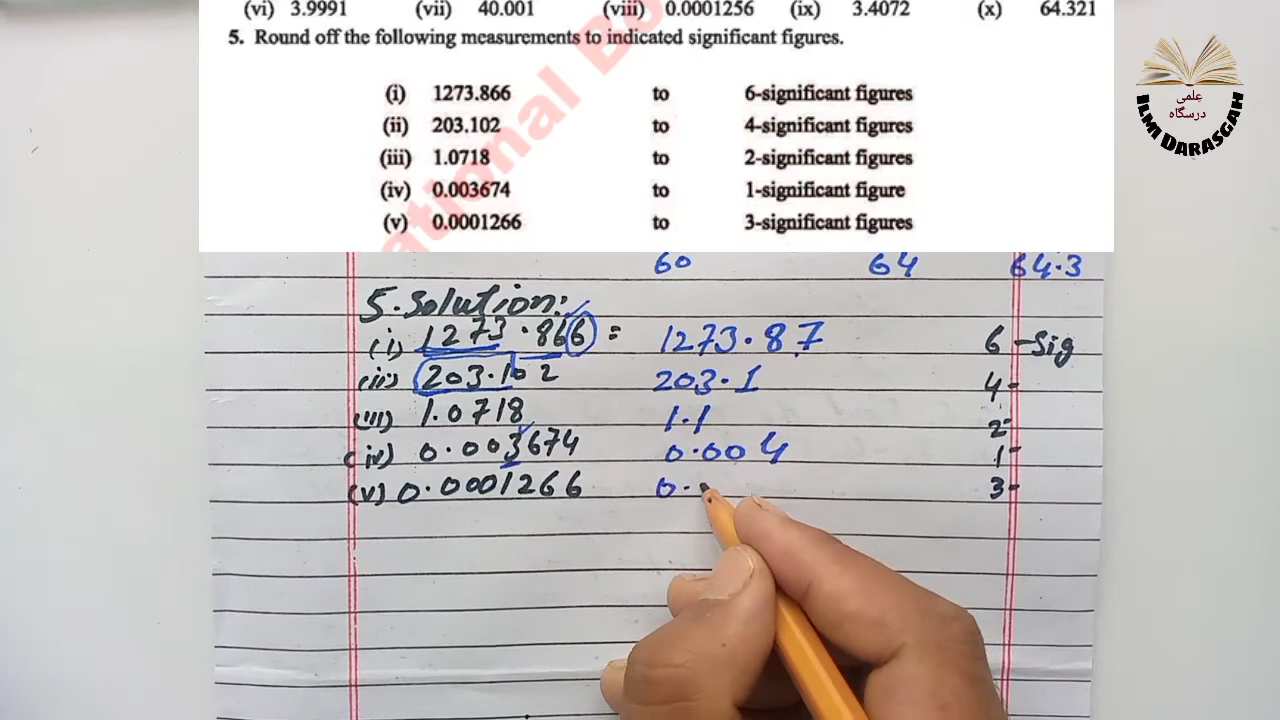 (vi) 3.9991 (vii) 40.001 (viii) 0.0001256 (ix) 3.4072 (x) 64.321
5. Round off the following measurements to indicated significant figures.
(i) 1273.866 to 6-significant figures
(ii) 203.102 to 4-significant figures
(iii) 1.0718 to 2-significant figures
(iv) 0.003674 to 1-significant figure
(v) 0.0001266 to 3-significant figures
علمی
درسگاه
ILMI DARASGAH
60 64 64.3
5. Solution:
(i) 1273.866 = 1273.87 6 - Sig
(ii) 203.102 203.1 4-
(iii) 1.0718 1.1 2-
(iv) 0.003674 0.004 1-
(v) 0.0001266 0. 3-